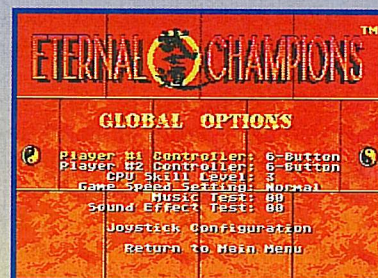 ETERNAL CHAMPIONS TM
GLOBAL OPTIONS
Player #1 Controller: 6-Button
Player #2 Controller: 6-Button
CPU Skill Level: 3
Game Speed Setting: Normal
Music Test: 00
Sound Effect Test: 00
Joystick Configuration
Return to Main Menu